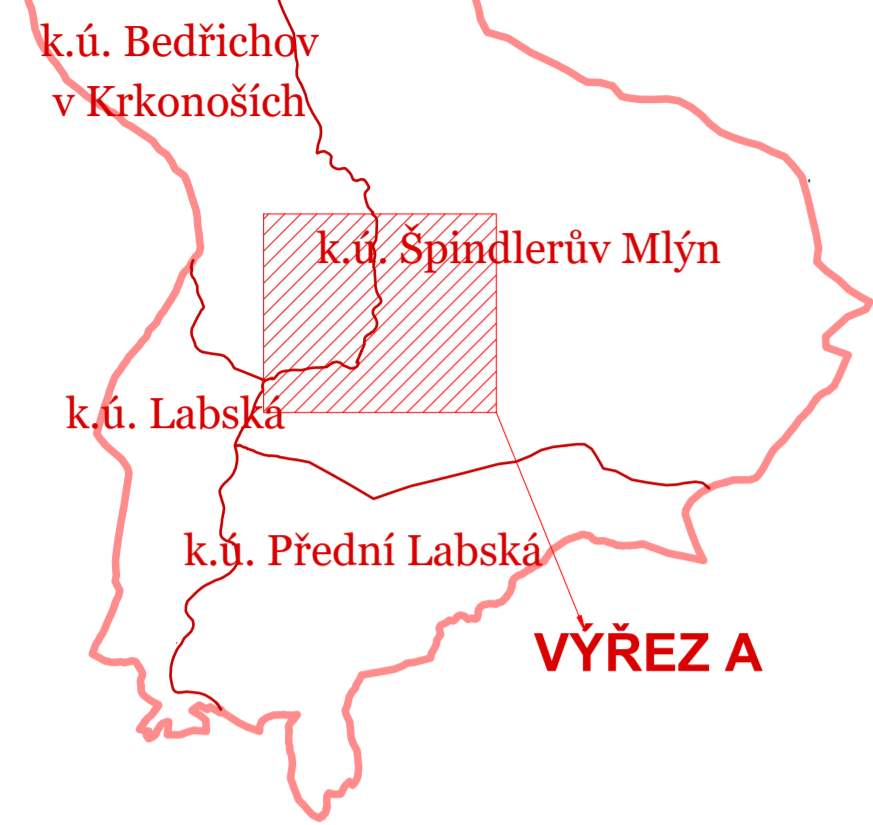 k.ú. Bedřichov
v Krkonoších
k.ú. Špindlerův Mlýn
k.ú. Labská
k.ú. Přední Labská
VÝŘEZ A